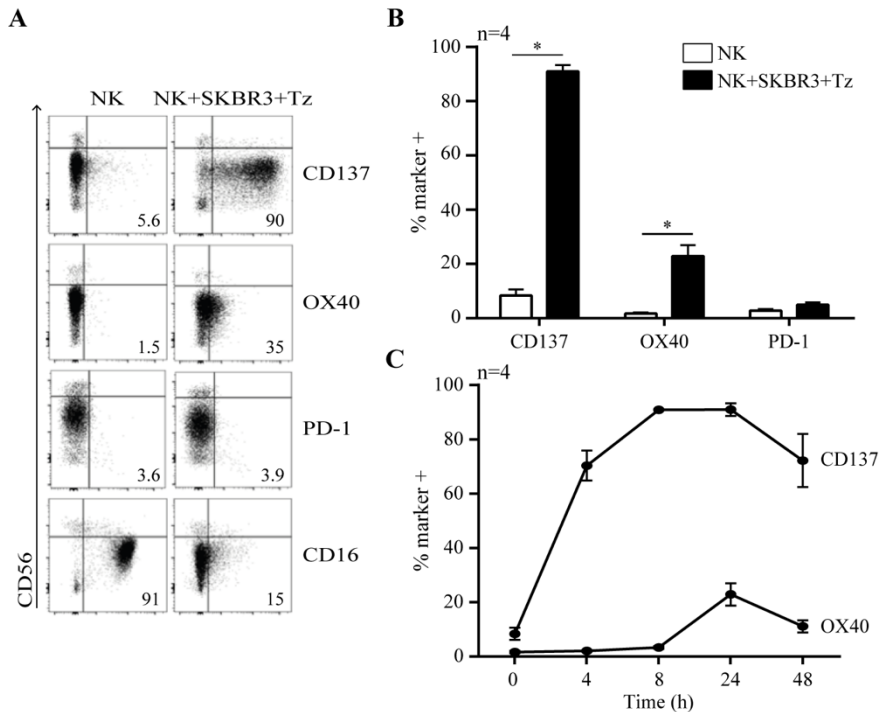 A
NK NK+SKBR3+Tz
5.6 90 CD137
1.5 35 OX40
3.6 3.9 PD-1
91 15 CD16
CD56
B
n=4
NK
NK+SKBR3+Tz
% marker +
100
80
60
40
20
0
* *
CD137 OX40 PD-1
C
n=4
% marker +
100
80
60
40
20
0
CD137
OX40
0 4 8 24 48
Time (h)